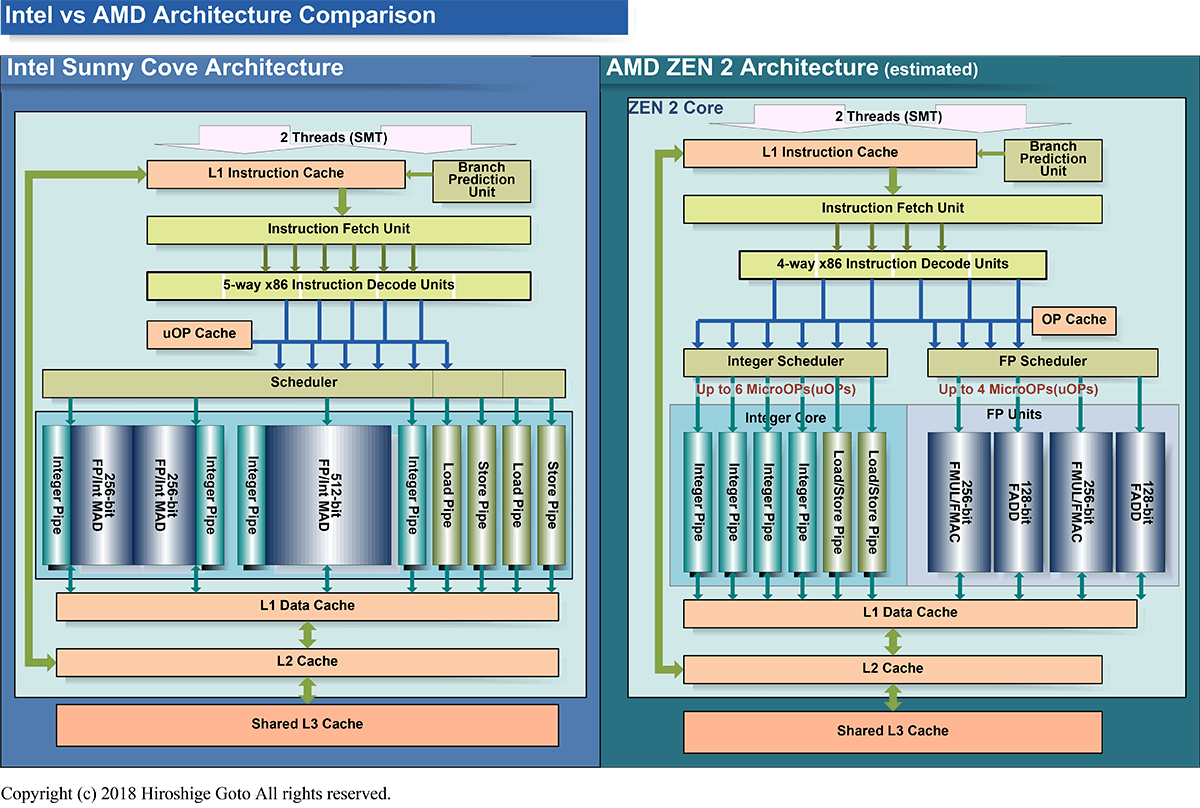 Intel vs AMD Architecture Comparison
Intel Sunny Cove Architecture
2 Threads (SMT)
L1 Instruction Cache
Branch
Prediction
Unit
Instruction Fetch Unit
5-way x86 Instruction Decode Units
uOP Cache
Scheduler
Integer Pipe
256-bit
FP/Int MAD
256-bit
FP/Int MAD
Integer Pipe
Integer Pipe
512-bit
FP/Int MAD
Integer Pipe
Load Pipe
Store Pipe
Load Pipe
Store Pipe
L1 Data Cache
L2 Cache
Shared L3 Cache
AMD ZEN 2 Architecture (estimated)
ZEN 2 Core
2 Threads (SMT)
L1 Instruction Cache
Branch
Prediction
Unit
Instruction Fetch Unit
4-way x86 Instruction Decode Units
OP Cache
Integer Scheduler
FP Scheduler
Up to 6 MicroOPs(uOPs)
Up to 4 MicroOPs(uOPs)
Integer Core
FP Units
Integer Pipe
Integer Pipe
Integer Pipe
Integer Pipe
Load/Store Pipe
Load/Store Pipe
256-bit
FMUL/FMAC
128-bit
FADD
256-bit
FMUL/FMAC
128-bit
FADD
L1 Data Cache
L2 Cache
Shared L3 Cache
Copyright (c) 2018 Hiroshige Goto All rights reserved.